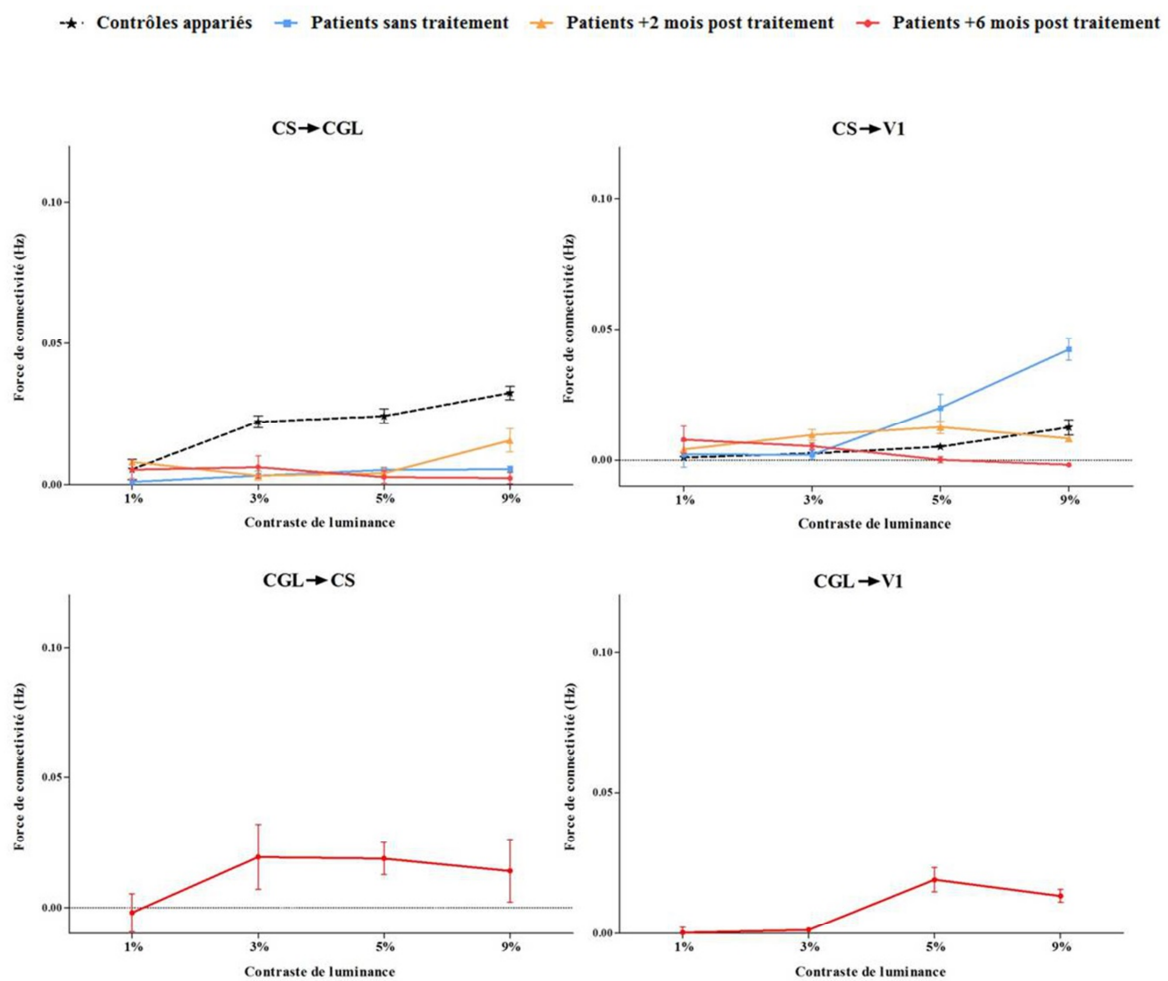 Contrôles appariés Patients sans traitement Patients +2 mois post traitement Patients +6 mois post traitement
CS→CGL
Force de connectivité (Hz)
0.10
0.05
0.00
1% 3% 5% 9%
Contraste de luminance
CS→V1
Force de connectivité (Hz)
0.10
0.05
0.00
1% 3% 5% 9%
Contraste de luminance
CGL→CS
Force de connectivité (Hz)
0.10
0.05
0.00
1% 3% 5% 9%
Contraste de luminance
CGL→V1
Force de connectivité (Hz)
0.10
0.05
0.00
1% 3% 5% 9%
Contraste de luminance